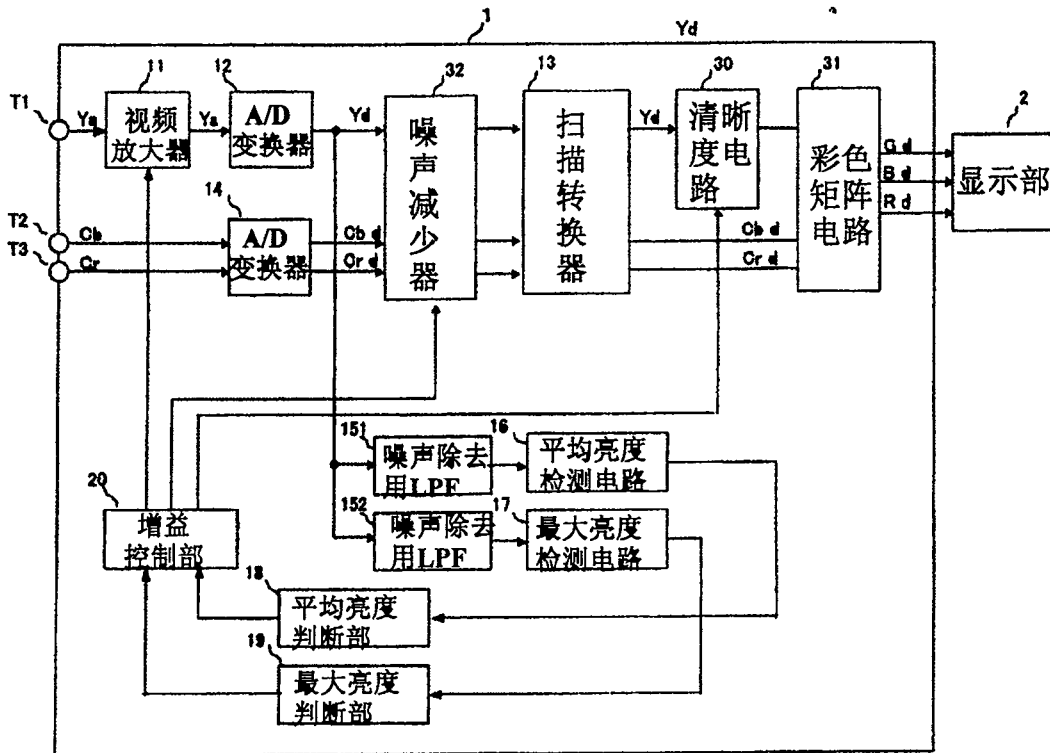 1
Yd
T1
Ya
11
视频
放大器
Ya
12
A/D
变换器
Yd
32
噪声减少器
13
扫描转换器
Yd
30
清晰
度电
路
31
彩色
矩阵
电路
G d
B d
R d
2
显示部
T2
Cb
T3
Cr
14
A/D
变换器
Cb d
Cr d
Cb d
Cr d
151
噪声除去
用LPF
16
平均亮度
检测电路
152
噪声除去
用LPF
17
最大亮度
检测电路
20
增益
控制部
18
平均亮度
判断部
19
最大亮度
判断部